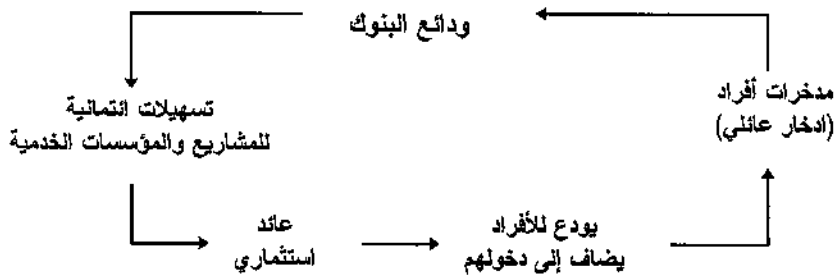 ودائع البنوك
مدخرات أفراد
(ادخار عائلي)
تسهيلات ائتمانية
للمشاريع والمؤسسات الخدمية
يودع للأفراد
يضاف إلى دخولهم
عائد
استثماري